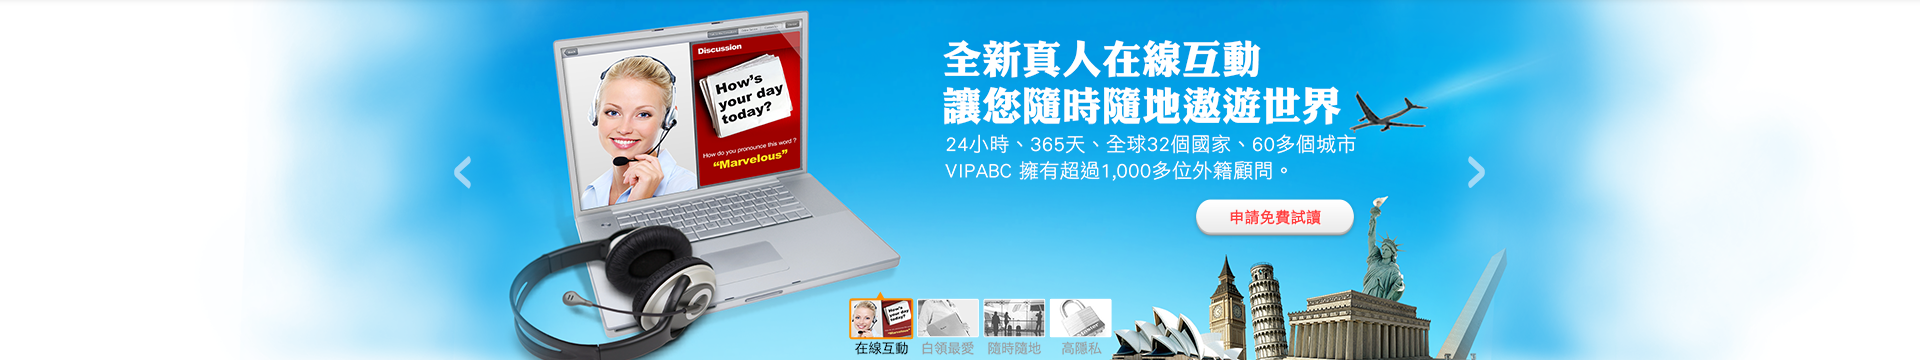 Discussion
How's
your day
today?
How do you pronounce this word ?
"Marvelous"
全新真人在線互動
讓您隨時隨地遨遊世界
24小時、365天、全球32個國家、60多個城市
VIPABC 擁有超過1,000多位外籍顧問。
申請免費試讀
How's
your day
today?
在線互動
白領最愛
隨時隨地
高隱私